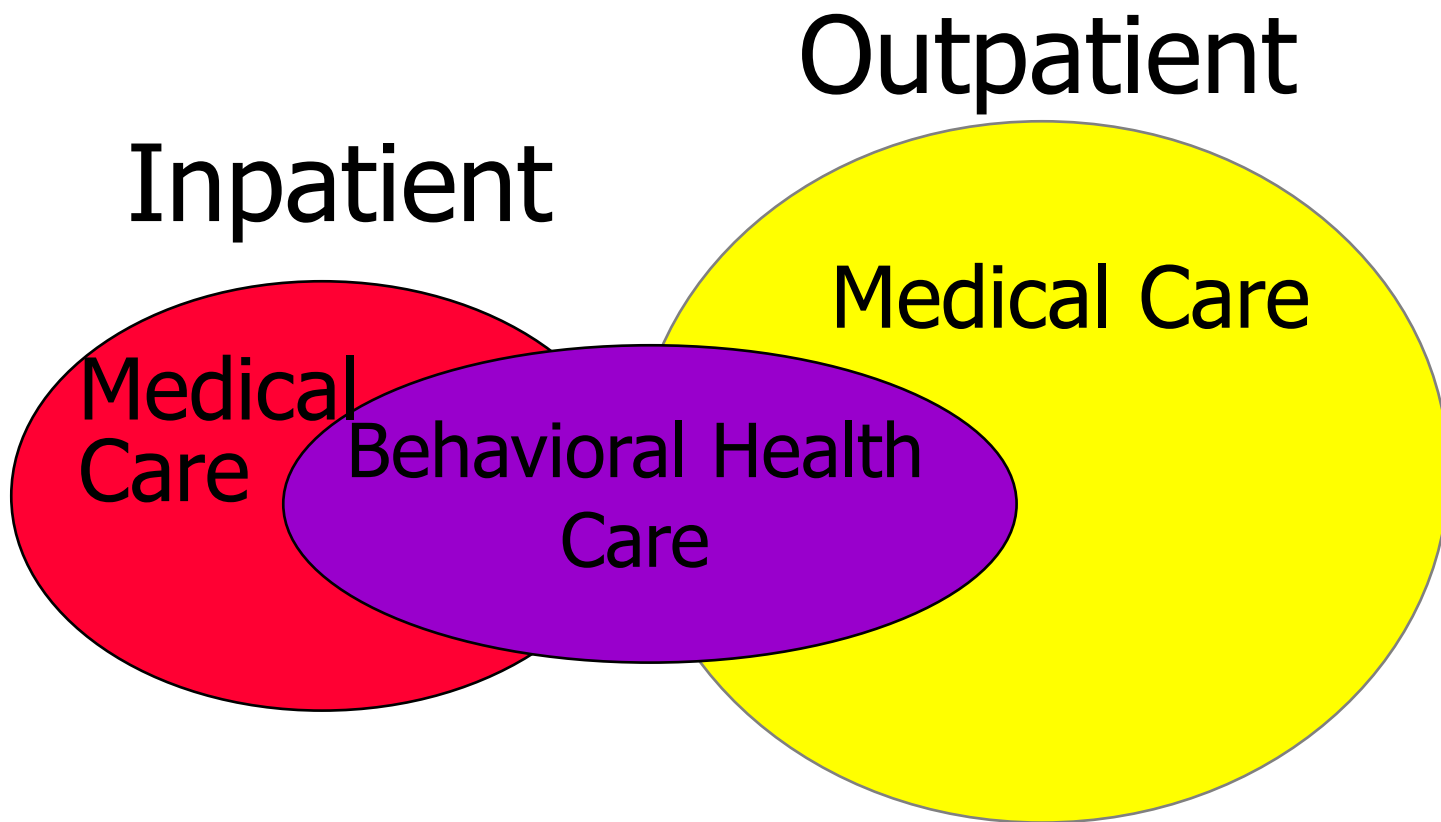 Outpatient
Inpatient
Medical Care
Medical
Care
Behavioral Health
Care